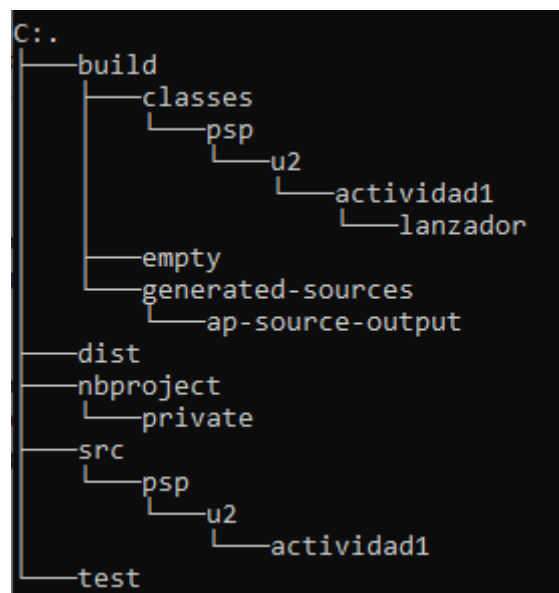 C:.
├───build
│   ├───classes
│   │   └───psp
│   │       └───u2
│   │           └───actividad1
│   │               └───lanzador
│   ├───empty
│   └───generated-sources
│       └───ap-source-output
├───dist
├───nbproject
│   └───private
├───src
│   └───psp
│       └───u2
│           └───actividad1
└───test